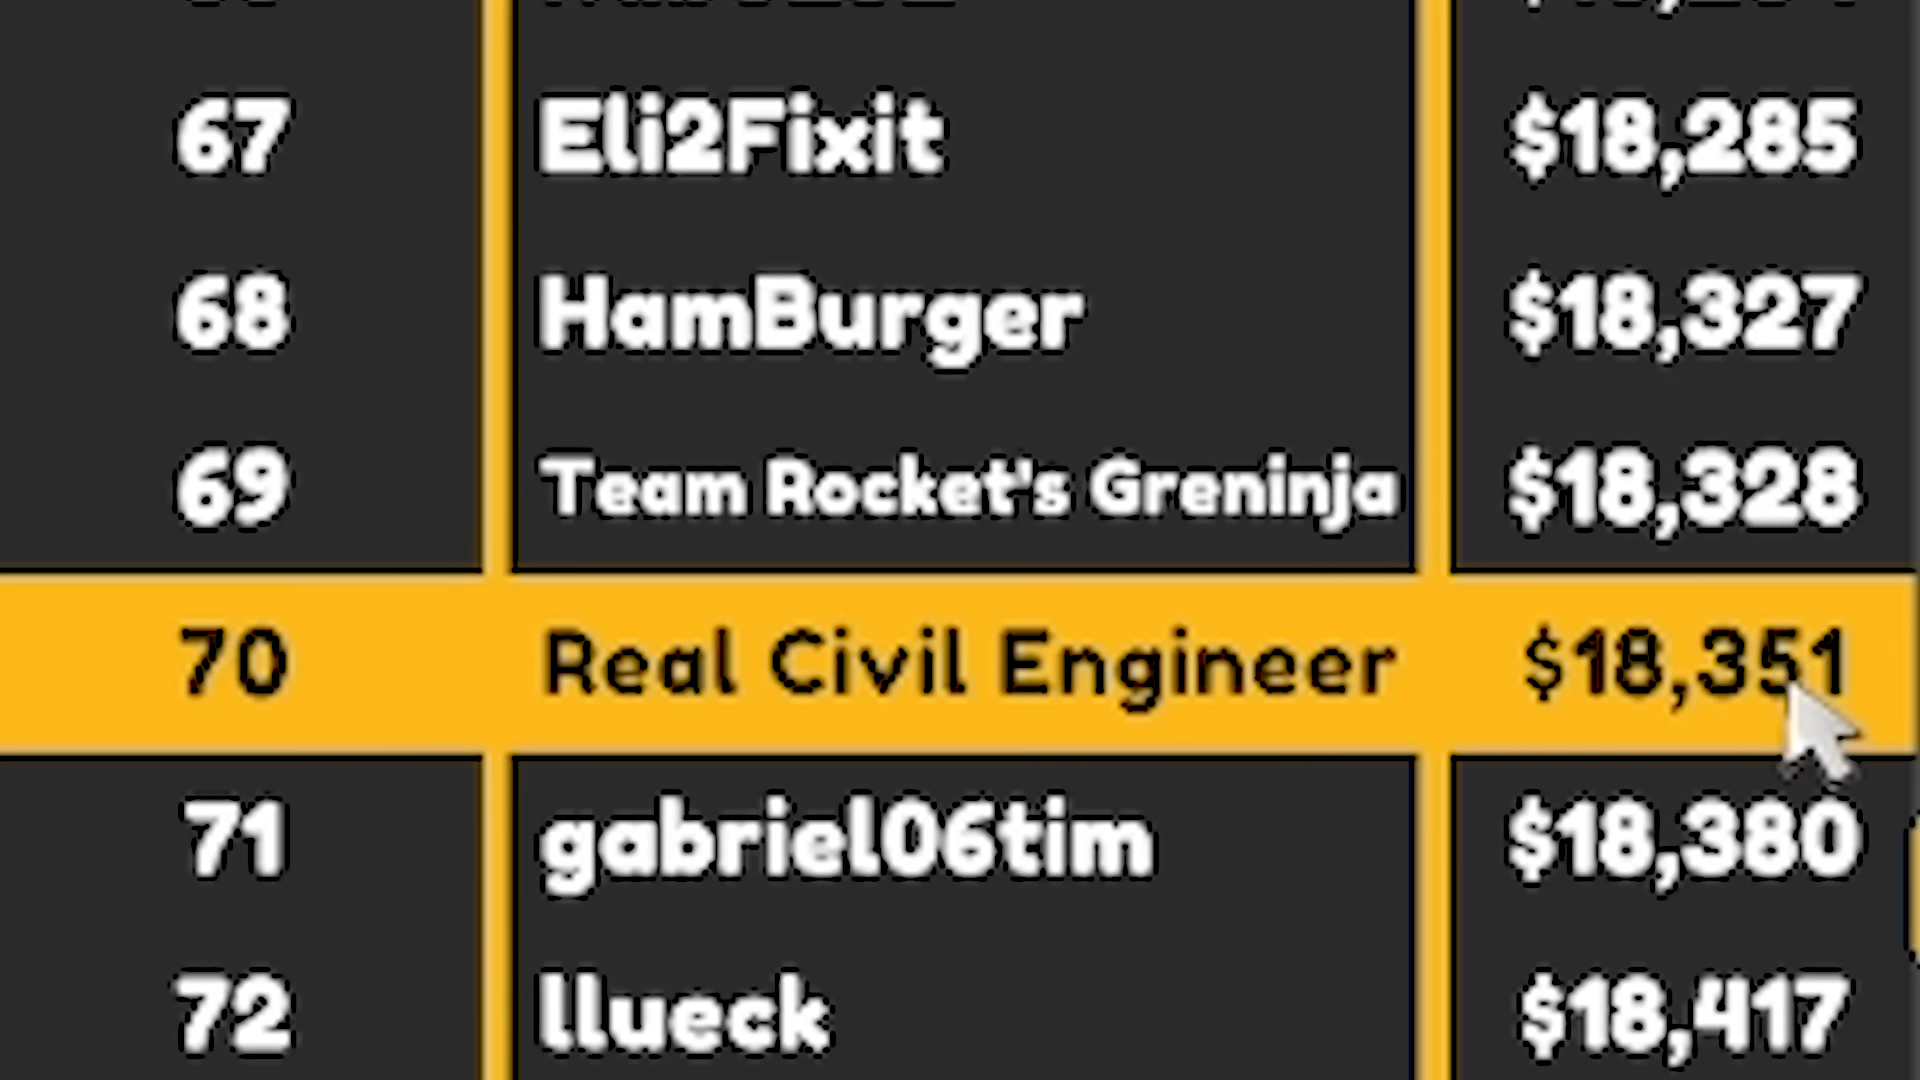 67 Eli2Fixit $18,285
68 HamBurger $18,327
69 Team Rocket's Greninja $18,328
70 Real Civil Engineer $18,351
71 gabriel06tim $18,380
72 llueck $18,417